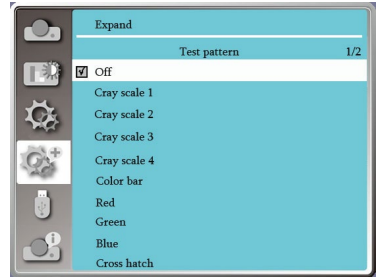 Expand
Test pattern 1/2
Off
Cray scale 1
Cray scale 2
Cray scale 3
Cray scale 4
Color bar
Red
Green
Blue
Cross hatch